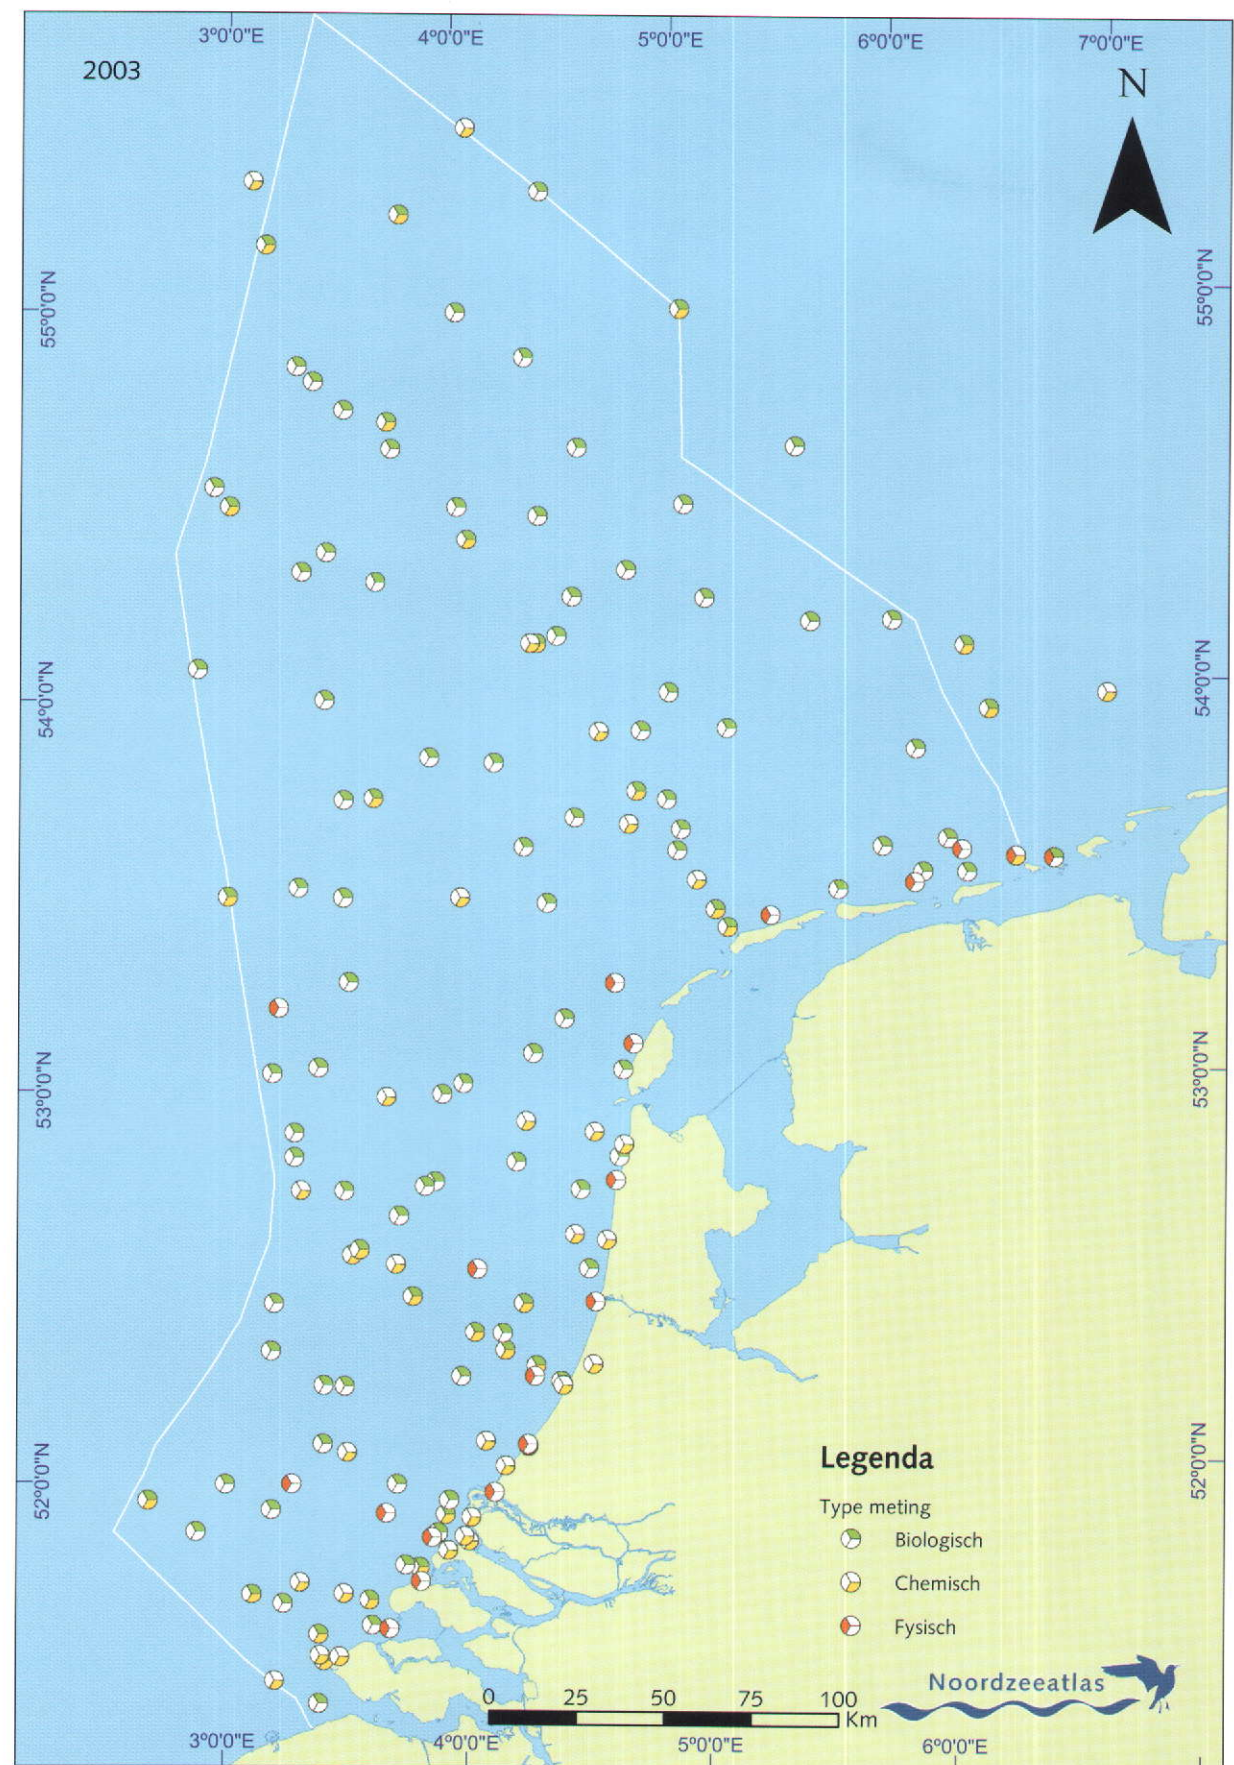 3°0'0"E 4°0'0"E 5°0'0"E 6°0'0"E 7°0'0"E
2003
N
55°0'0"N 55°0'0"N
54°0'0"N 54°0'0"N
53°0'0"N 53°0'0"N
52°0'0"N 52°0'0"N
Legenda
Type meting
Biologisch
Chemisch
Fysisch
Noordzeeatlas
0 25 50 75 100
Km
3°0'0"E 4°0'0"E 5°0'0"E 6°0'0"E